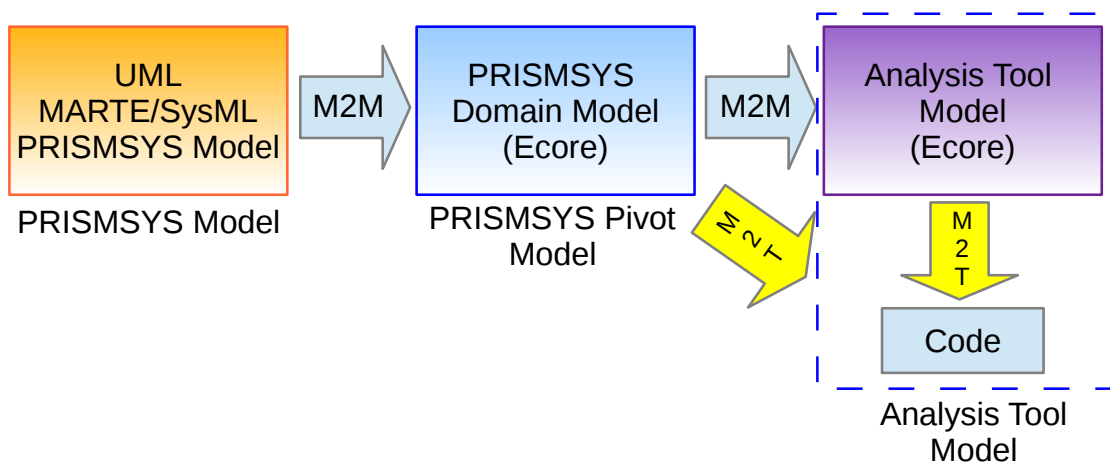 UML
MARTE/SysML
PRISMSYS Model
M2M
PRISMSYS
Domain Model
(Ecore)
M2M
Analysis Tool
Model
(Ecore)
PRISMSYS Model
PRISMSYS Pivot
Model
M2T
M
2
T
Code
Analysis Tool
Model